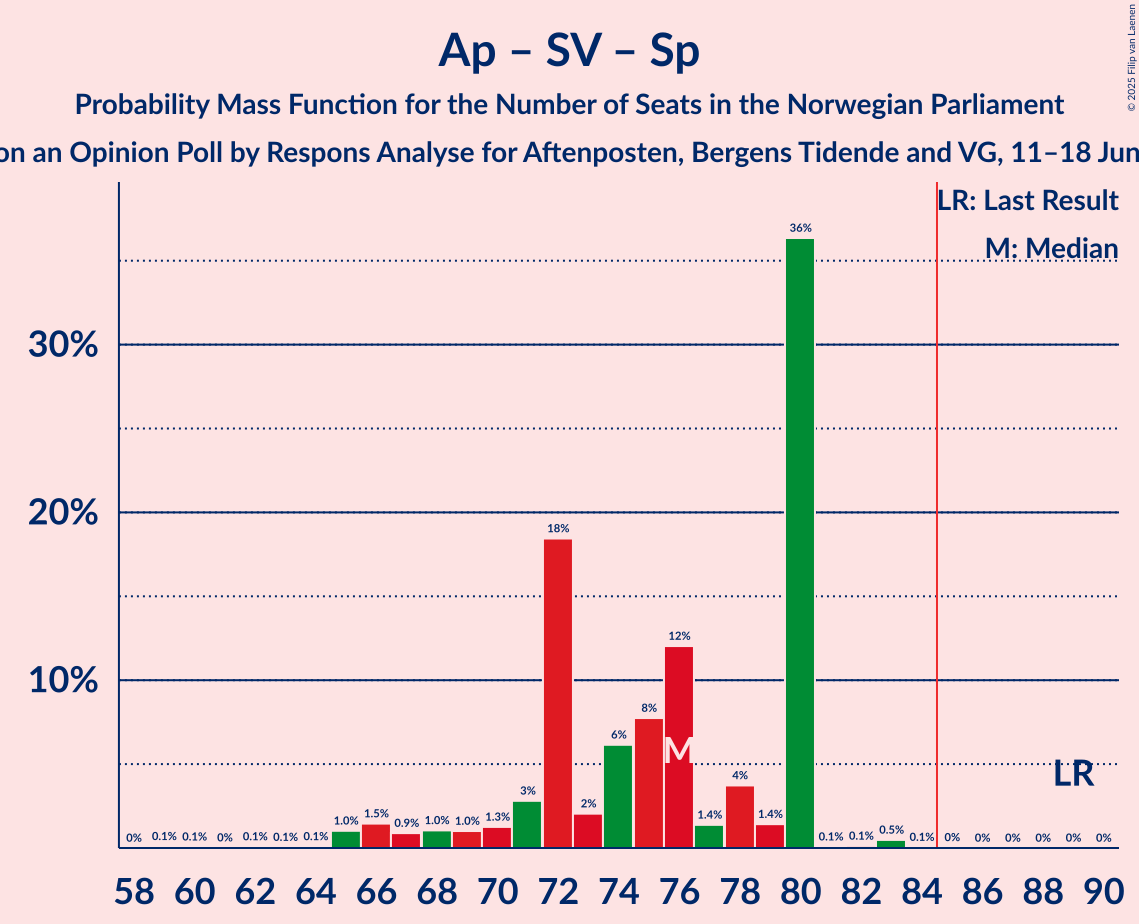 Ap – SV – Sp
Probability Mass Function for the Number of Seats in the Norwegian Parliament
on an Opinion Poll by Respons Analyse for Aftenposten, Bergens Tidende and VG, 11–18 Jun
© 2025 Filip van Laenen
LR: Last Result
M: Median
30%
20%
10%
0% 0.1% 0.1% 0% 0.1% 0.1% 0.1% 1.0% 1.5% 0.9% 1.0% 1.0% 1.3% 3% 18% 2% 6% 8% 12% 1.4% 4% 1.4% 36% 0.1% 0.1% 0.5% 0.1% 0% 0% 0% 0% 0% 0%
M
LR
58 60 62 64 66 68 70 72 74 76 78 80 82 84 86 88 90